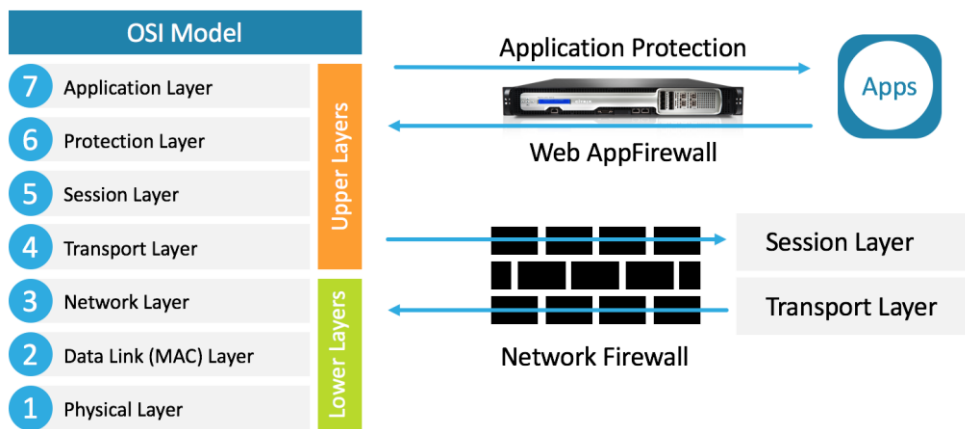 OSI Model
7 Application Layer
6 Protection Layer
5 Session Layer
4 Transport Layer
3 Network Layer
2 Data Link (MAC) Layer
1 Physical Layer
Upper Layers
Lower Layers
Application Protection
Web AppFirewall
Apps
Network Firewall
Session Layer
Transport Layer